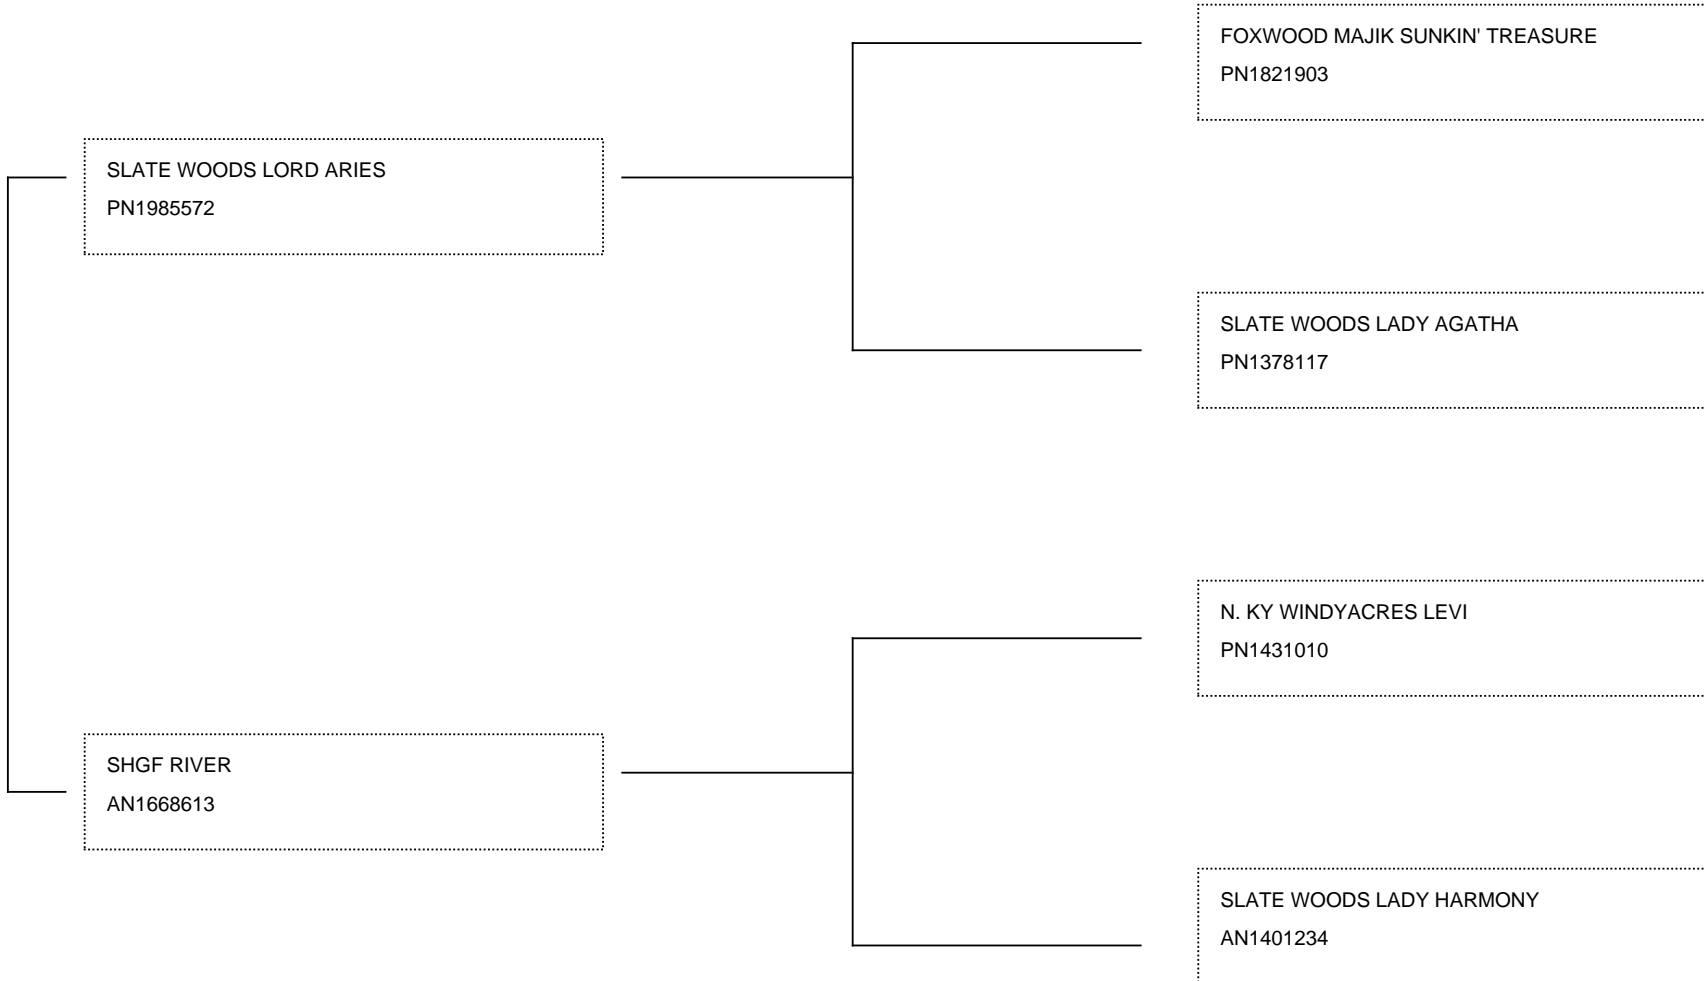 FOXWOOD MAJIK SUNKIN' TREASURE
PN1821903
SLATE WOODS LORD ARIES
PN1985572
SLATE WOODS LADY AGATHA
PN1378117
N. KY WINDYACRES LEVI
PN1431010
SHGF RIVER
AN1668613
SLATE WOODS LADY HARMONY
AN1401234